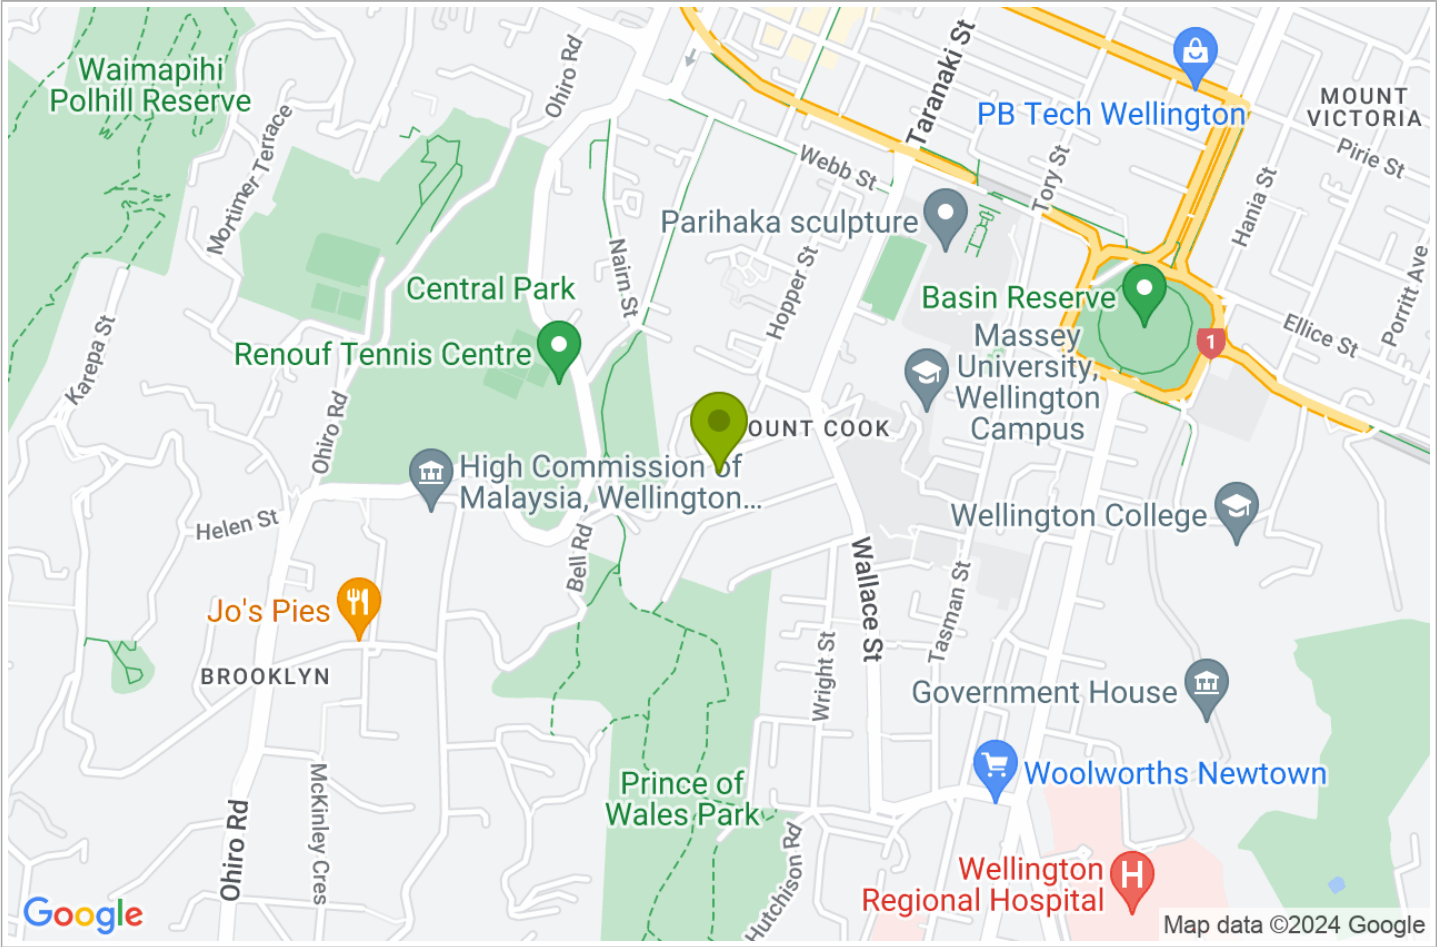 Waimapihi
Polhill Reserve
Ohiro Rd
Taranaki St
PB Tech Wellington
MOUNT
VICTORIA
Pirie St
Mortimer Terrace
Webb St
Tory St
Hania St
Parihaka sculpture
Nairn St
Hopper St
Central Park
Basin Reserve
Porritt Ave
Ellice St
Renouf Tennis Centre
Massey
University,
Wellington
Campus
1
Karepa St
Ohiro Rd
OUNT COOK
High Commission of
Malaysia, Wellington...
Helen St
Wellington College
Bell Rd
Wallace St
Tasman St
Jo's Pies
BROOKLYN
Wright St
Government House
McKinley Cres
Prince of
Wales Park
Woolworths Newtown
Ohiro Rd
Hutchison Rd
Wellington
Regional Hospital
H
Google
Map data ©2024 Google